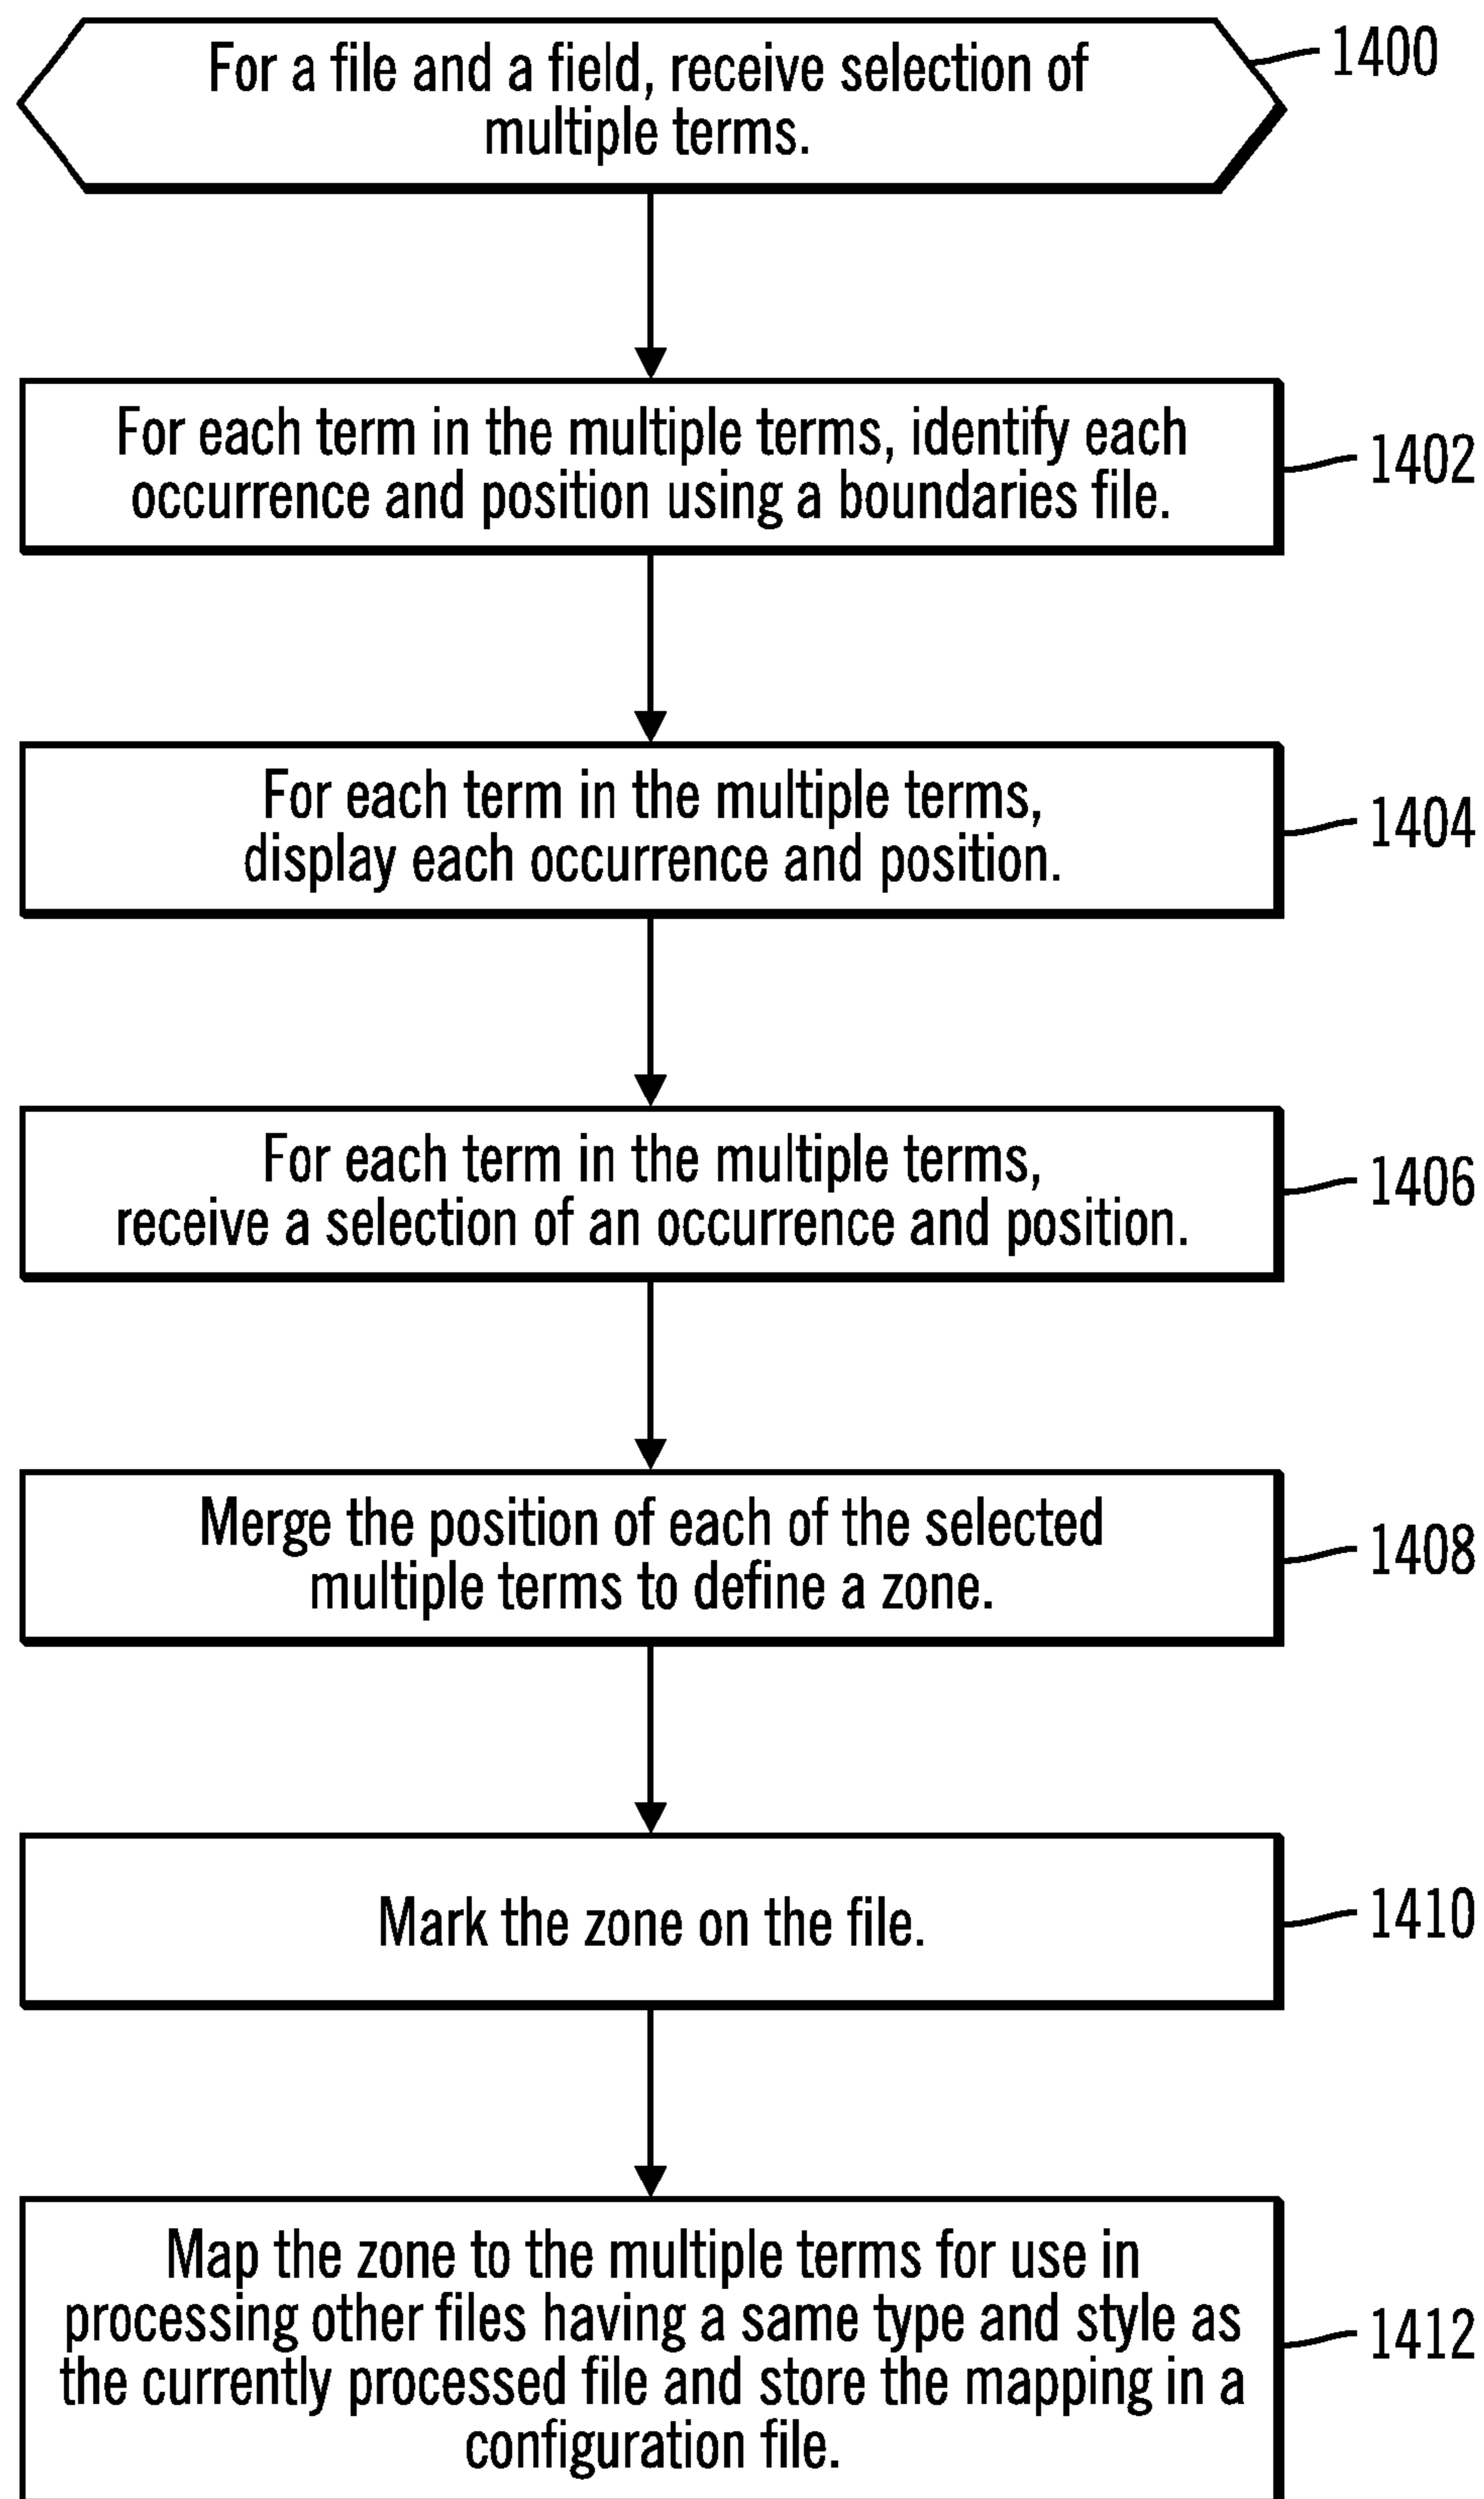 For a file and a field, receive selection of
multiple terms.
1400
For each term in the multiple terms, identify each
occurrence and position using a boundaries file.
1402
For each term in the multiple terms,
display each occurrence and position.
1404
For each term in the multiple terms,
receive a selection of an occurrence and position.
1406
Merge the position of each of the selected
multiple terms to define a zone.
1408
Mark the zone on the file.
1410
Map the zone to the multiple terms for use in
processing other files having a same type and style as
the currently processed file and store the mapping in a
configuration file.
1412